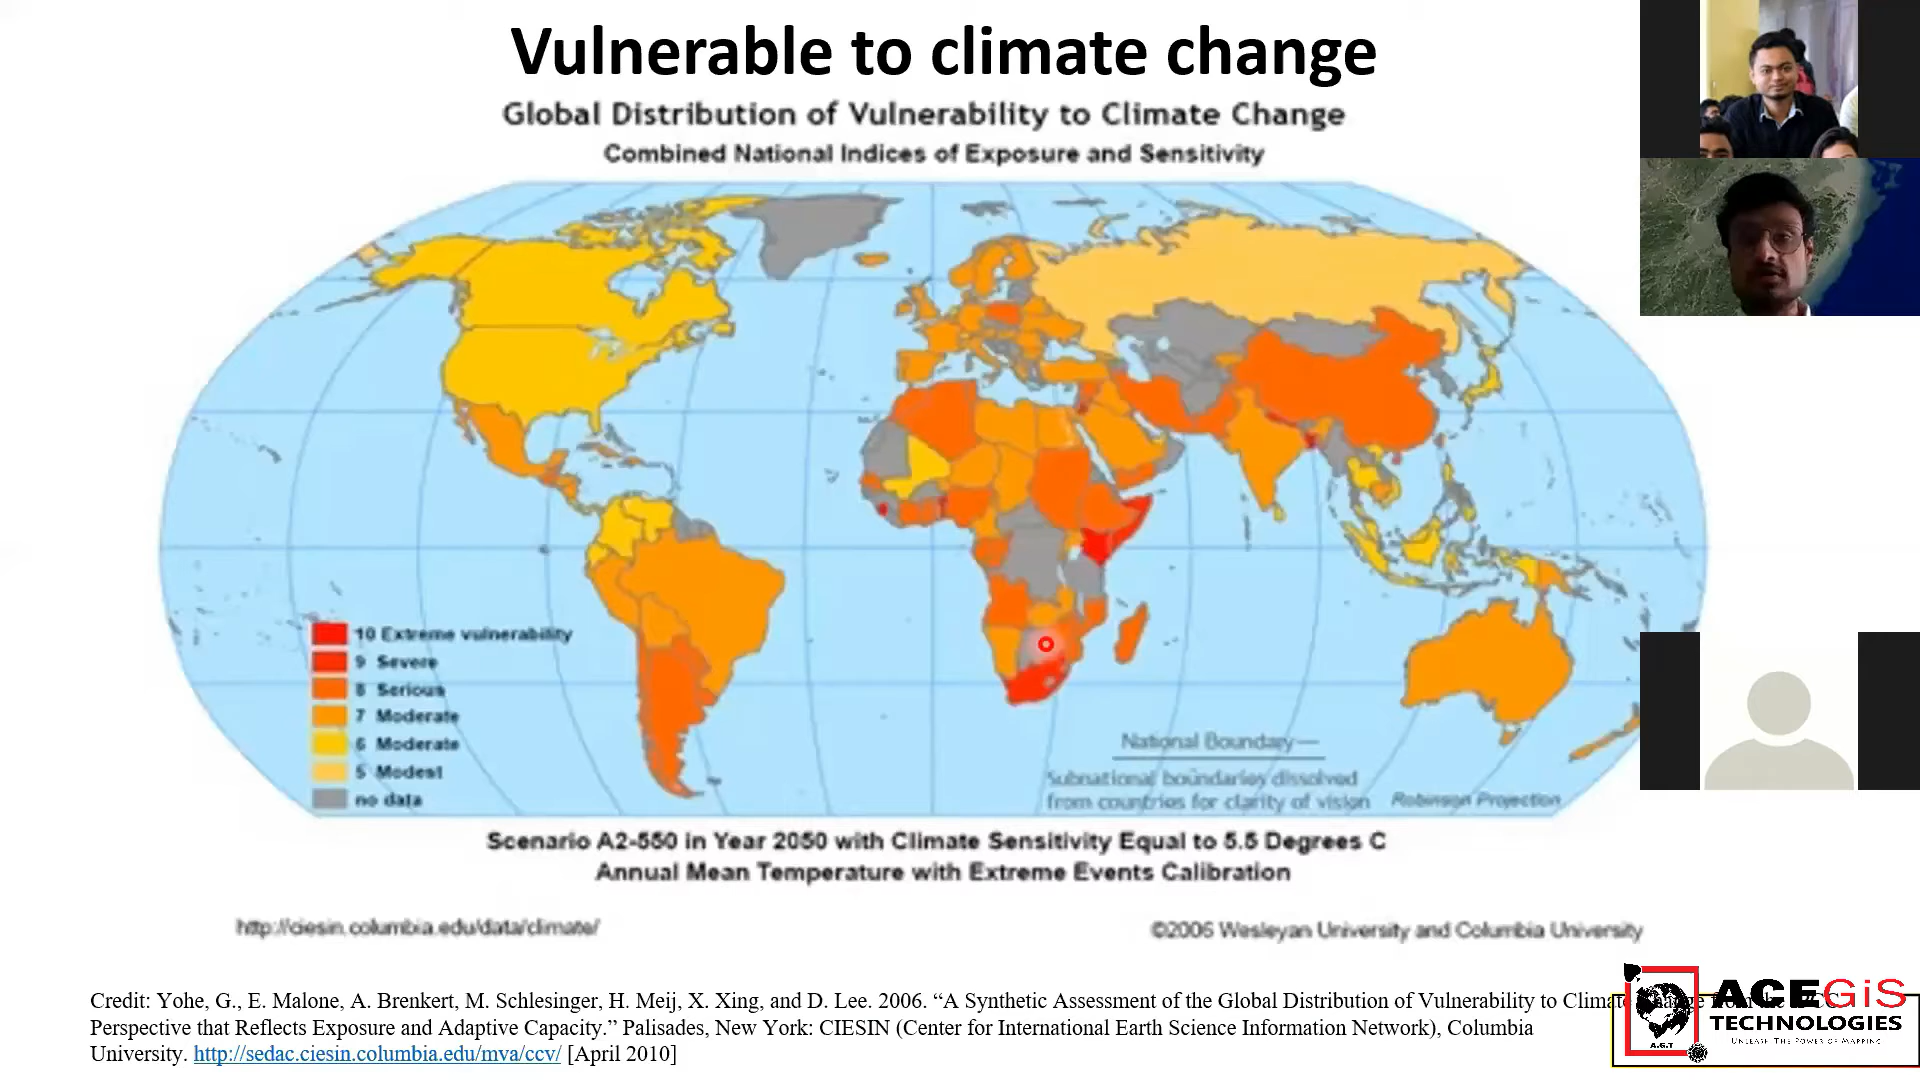 Vulnerable to climate change
Global Distribution of Vulnerability to Climate Change
Combined National Indices of Exposure and Sensitivity
10 Extreme vulnerability
9 Severe
8 Serious
7 Moderate
6 Moderate
5 Modest
no data
National Boundary—
Subnational boundaries dissolved
from countries for clarity of vision
Robinson Projection
Scenario A2-550 in Year 2050 with Climate Sensitivity Equal to 5.5 Degrees C
Annual Mean Temperature with Extreme Events Calibration
http://ciesin.columbia.edu/data/climate/
©2006 Wesleyan University and Columbia University
Credit: Yohe, G., E. Malone, A. Brenkert, M. Schlesinger, H. Meij, X. Xing, and D. Lee. 2006. “A Synthetic Assessment of the Global Distribution of Vulnerability to Climate
Perspective that Reflects Exposure and Adaptive Capacity.” Palisades, New York: CIESIN (Center for International Earth Science Information Network), Columbia
University. http://sedac.ciesin.columbia.edu/mva/ccv/ [April 2010]
ACEGiS
TECHNOLOGIES
UNLEASH THE POWER OF MAPPING
A.G.T